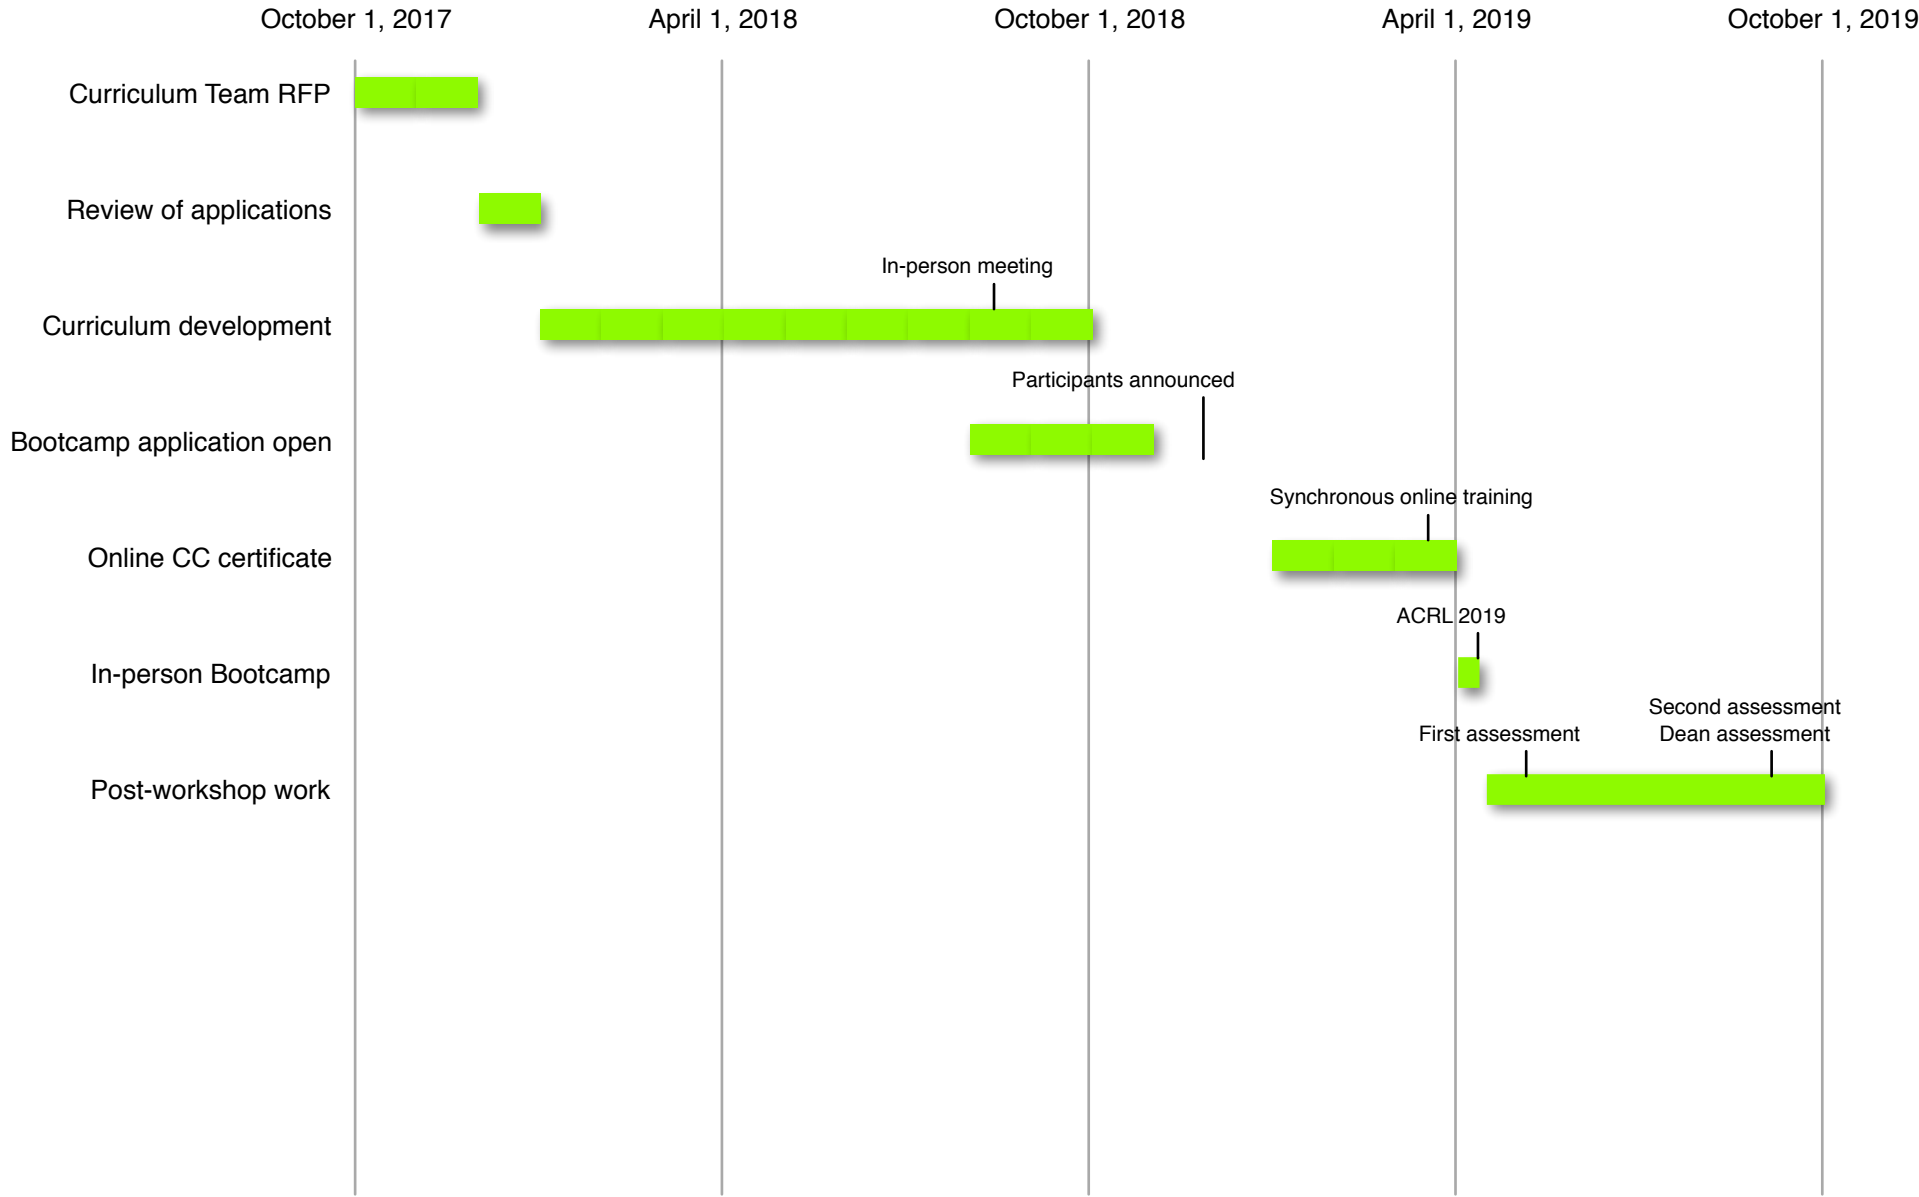 October 1, 2017
April 1, 2018
October 1, 2018
April 1, 2019
October 1, 2019
Curriculum Team RFP
Review of applications
In-person meeting
Curriculum development
Participants announced
Bootcamp application open
Synchronous online training
Online CC certificate
ACRL 2019
In-person Bootcamp
Second assessment
First assessment
Dean assessment
Post-workshop work